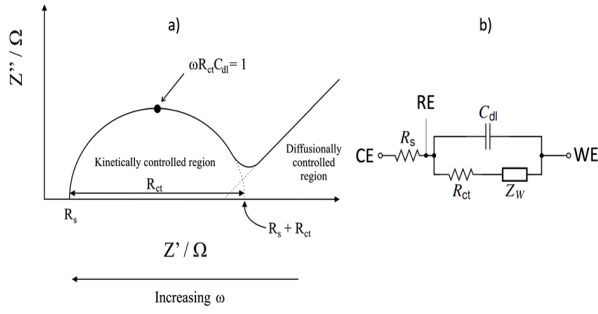 a)
Z’’ / Ω
ωRctCdl = 1
Kinetically controlled region
Rct
Diffusionally
controlled
region
Rs
Rs + Rct
Z’ / Ω
Increasing ω
b)
RE
Cdl
CE
Rs
WE
Rct
ZW